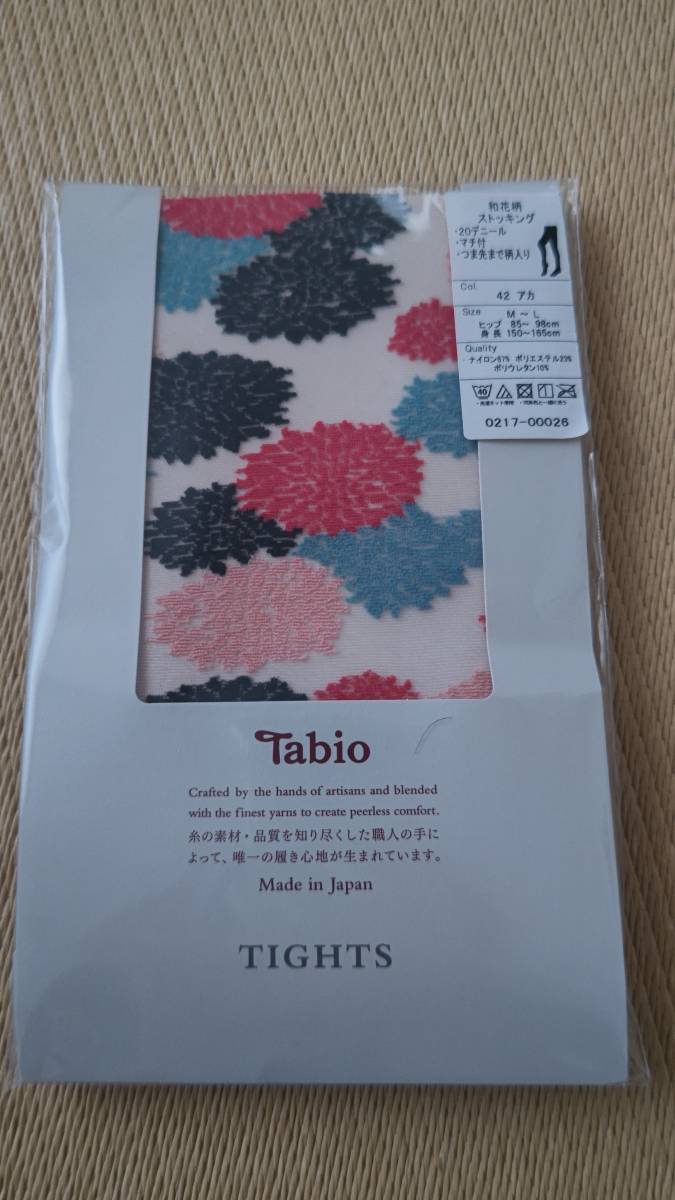 和花柄
ストッキング
・20デニール
・マチ付
・つま先まで柄入り
Col.
42 アカ
Size
M ～ L
ヒップ 85～ 98cm
身長 150～165cm
Quality
ナイロン67% ポリエステル23%
ポリウレタン10%
40
0217-00026
Tabio
Crafted by the hands of artisans and blended
with the finest yarns to create peerless comfort.
糸の素材・品質を知り尽くした職人の手に
よって、唯一の履き心地が生まれています。
Made in Japan
TIGHTS